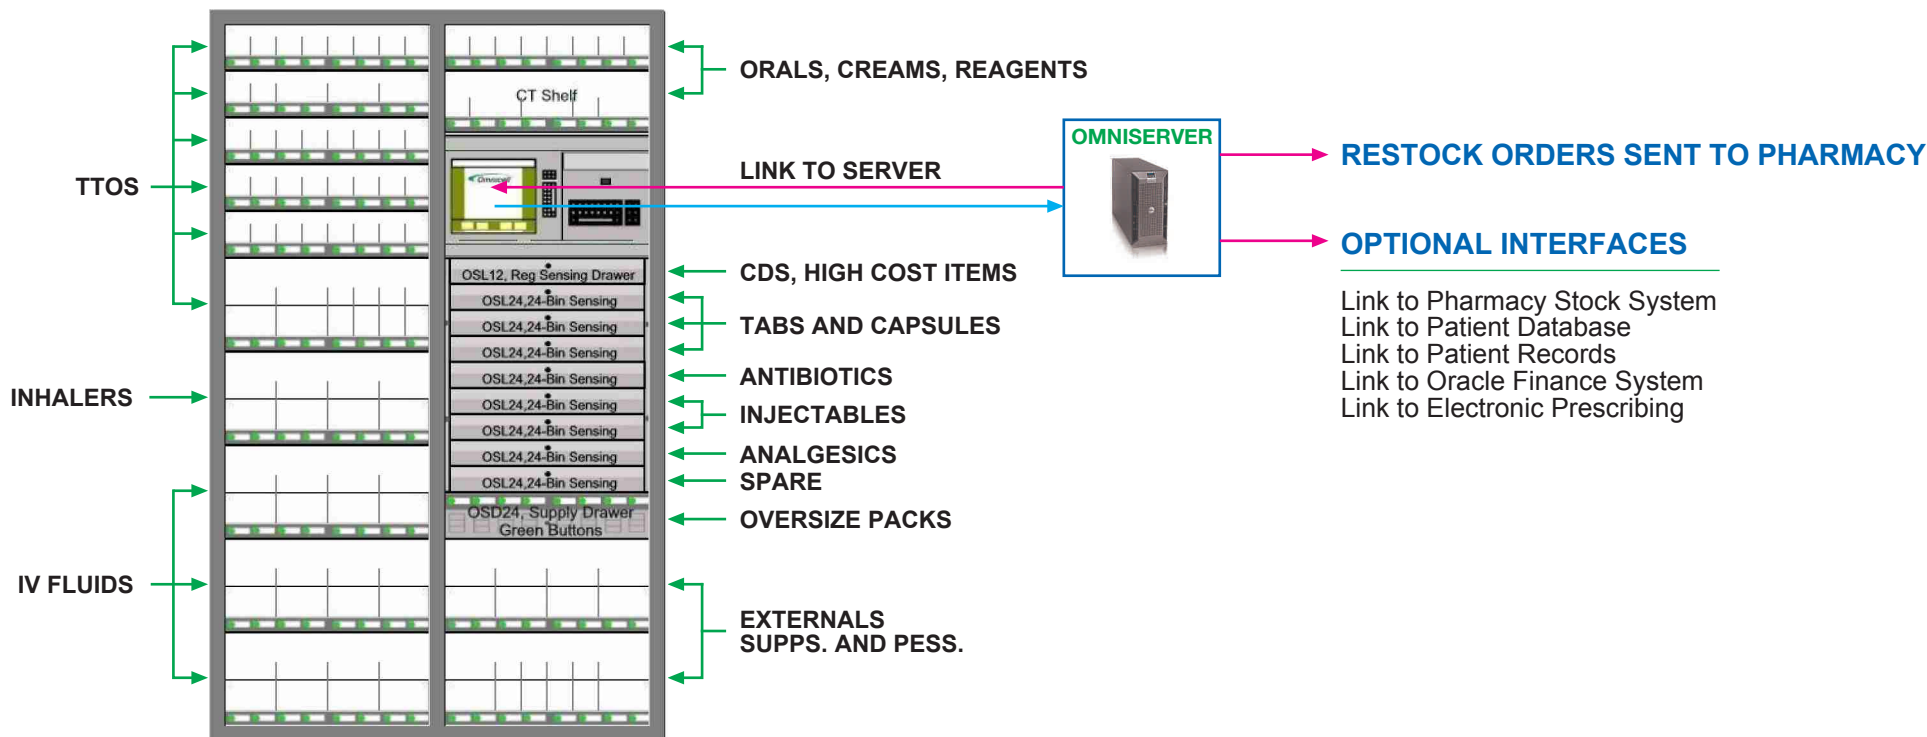 TTOS
INHALERS
IV FLUIDS
CT Shelf
Omnicell
OSL12, Reg Sensing Drawer
OSL24,24-Bin Sensing
OSL24,24-Bin Sensing
OSL24,24-Bin Sensing
OSL24,24-Bin Sensing
OSL24,24-Bin Sensing
OSL24,24-Bin Sensing
OSL24,24-Bin Sensing
OSL24,24-Bin Sensing
OSD24, Supply Drawer
Green Buttons
ORALS, CREAMS, REAGENTS
LINK TO SERVER
CDS, HIGH COST ITEMS
TABS AND CAPSULES
ANTIBIOTICS
INJECTABLES
ANALGESICS
SPARE
OVERSIZE PACKS
EXTERNALS
SUPPS. AND PESS.
OMNISERVER
RESTOCK ORDERS SENT TO PHARMACY
OPTIONAL INTERFACES
Link to Pharmacy Stock System
Link to Patient Database
Link to Patient Records
Link to Oracle Finance System
Link to Electronic Prescribing